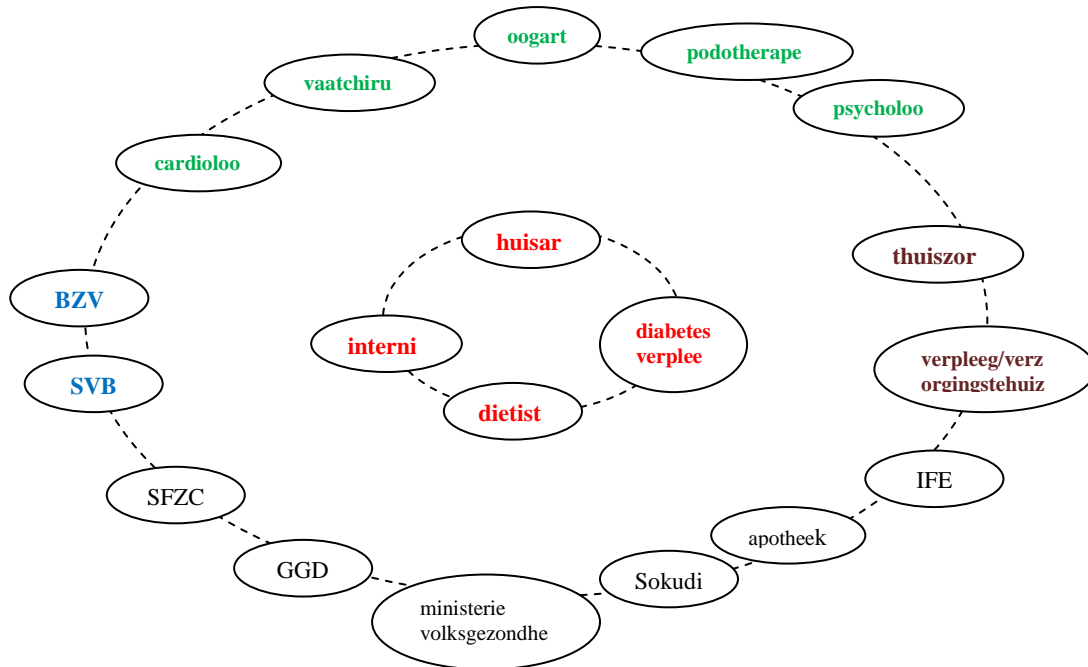 oogart
podotherape
vaatchiru
psycholoo
cardioloo
huisar
thuiszor
BZV
diabetes
verplee
interni
verpleeg/verz
orgingstehuiz
SVB
dietist
IFE
SFZC
apotheek
GGD
Sokudi
ministerie
volksgezondhe